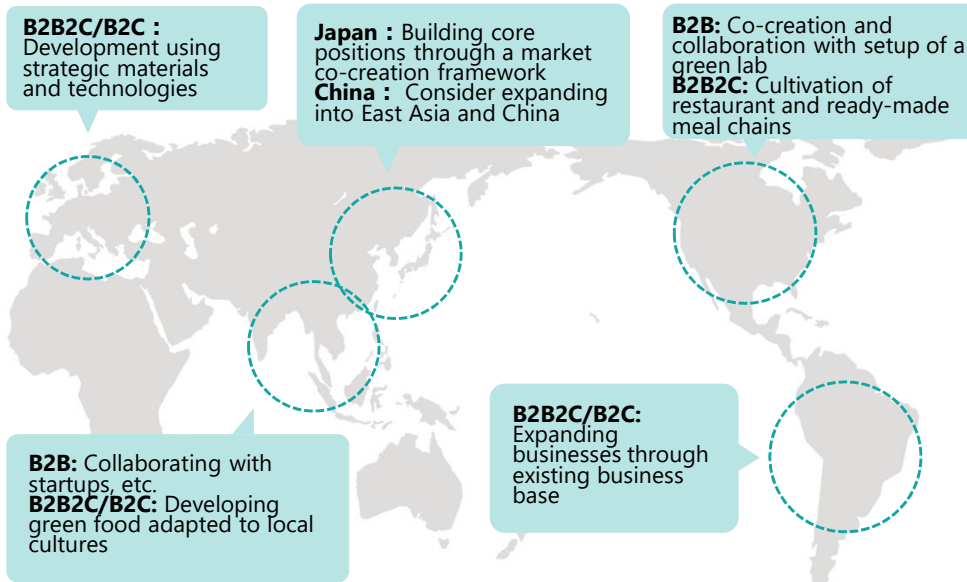 B2B2C/B2C：
Development using
strategic materials
and technologies
Japan：Building core
positions through a market
co-creation framework
China： Consider expanding
into East Asia and China
B2B: Co-creation and
collaboration with setup of a
green lab
B2B2C: Cultivation of
restaurant and ready-made
meal chains
B2B: Collaborating with
startups, etc.
B2B2C/B2C: Developing
green food adapted to local
cultures
B2B2C/B2C:
Expanding
businesses through
existing business
base